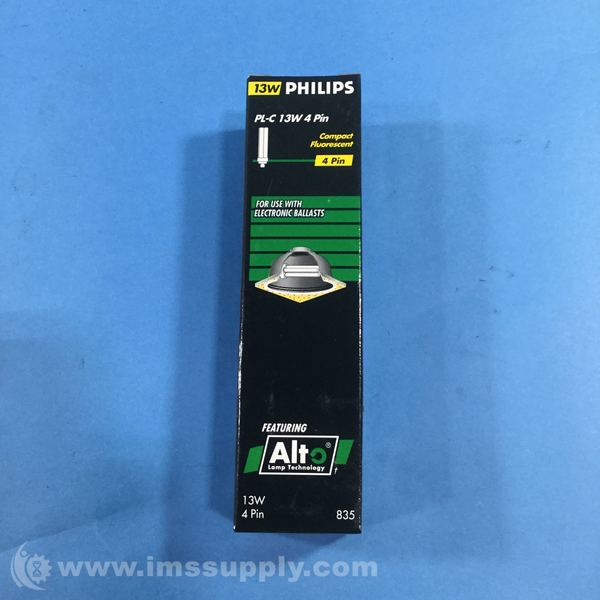 13W PHILIPS
PL-C 13W 4 Pin
Compact
Fluorescent
4 Pin
FOR USE WITH
ELECTRONIC BALLASTS
FEATURING
Alto®
Lamp Technology
†
13W
4 Pin 835
www.imssupply.com